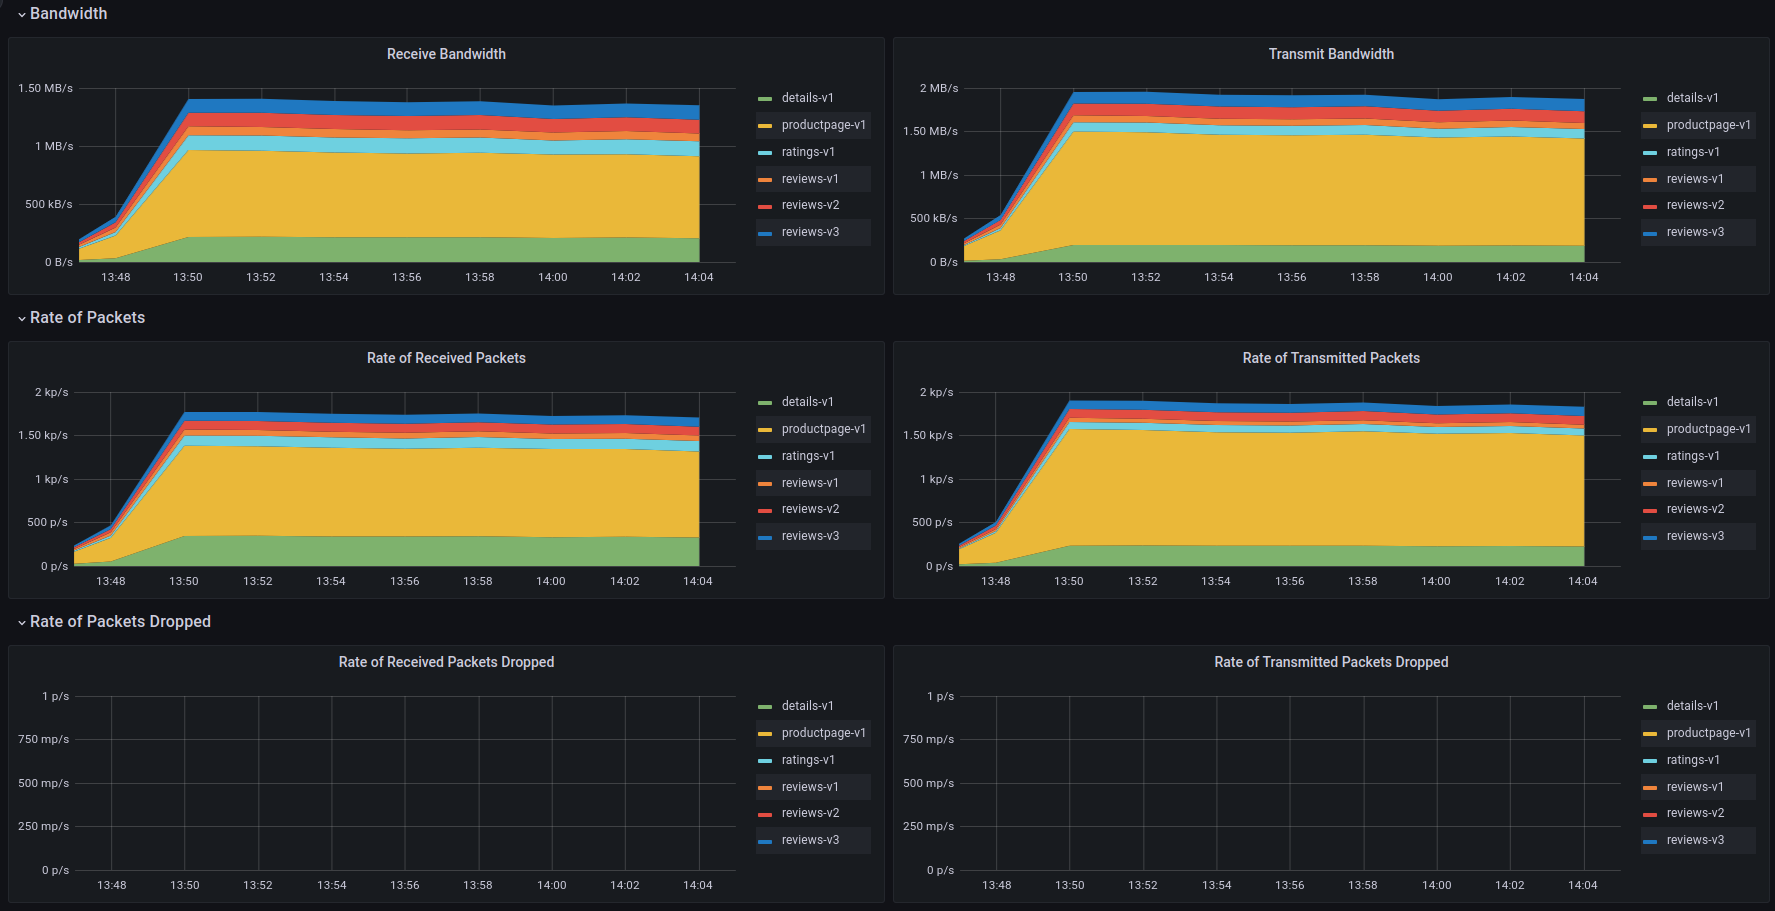 Bandwidth
Receive Bandwidth
1.50 MB/s
1 MB/s
500 kB/s
0 B/s
13:48 13:50 13:52 13:54 13:56 13:58 14:00 14:02 14:04
details-v1
productpage-v1
ratings-v1
reviews-v1
reviews-v2
reviews-v3
Transmit Bandwidth
2 MB/s
1.50 MB/s
1 MB/s
500 kB/s
0 B/s
13:48 13:50 13:52 13:54 13:56 13:58 14:00 14:02 14:04
details-v1
productpage-v1
ratings-v1
reviews-v1
reviews-v2
reviews-v3
Rate of Packets
Rate of Received Packets
2 kp/s
1.50 kp/s
1 kp/s
500 p/s
0 p/s
13:48 13:50 13:52 13:54 13:56 13:58 14:00 14:02 14:04
details-v1
productpage-v1
ratings-v1
reviews-v1
reviews-v2
reviews-v3
Rate of Transmitted Packets
2 kp/s
1.50 kp/s
1 kp/s
500 p/s
0 p/s
13:48 13:50 13:52 13:54 13:56 13:58 14:00 14:02 14:04
details-v1
productpage-v1
ratings-v1
reviews-v1
reviews-v2
reviews-v3
Rate of Packets Dropped
Rate of Received Packets Dropped
1 p/s
750 mp/s
500 mp/s
250 mp/s
0 p/s
13:48 13:50 13:52 13:54 13:56 13:58 14:00 14:02 14:04
details-v1
productpage-v1
ratings-v1
reviews-v1
reviews-v2
reviews-v3
Rate of Transmitted Packets Dropped
1 p/s
750 mp/s
500 mp/s
250 mp/s
0 p/s
13:48 13:50 13:52 13:54 13:56 13:58 14:00 14:02 14:04
details-v1
productpage-v1
ratings-v1
reviews-v1
reviews-v2
reviews-v3